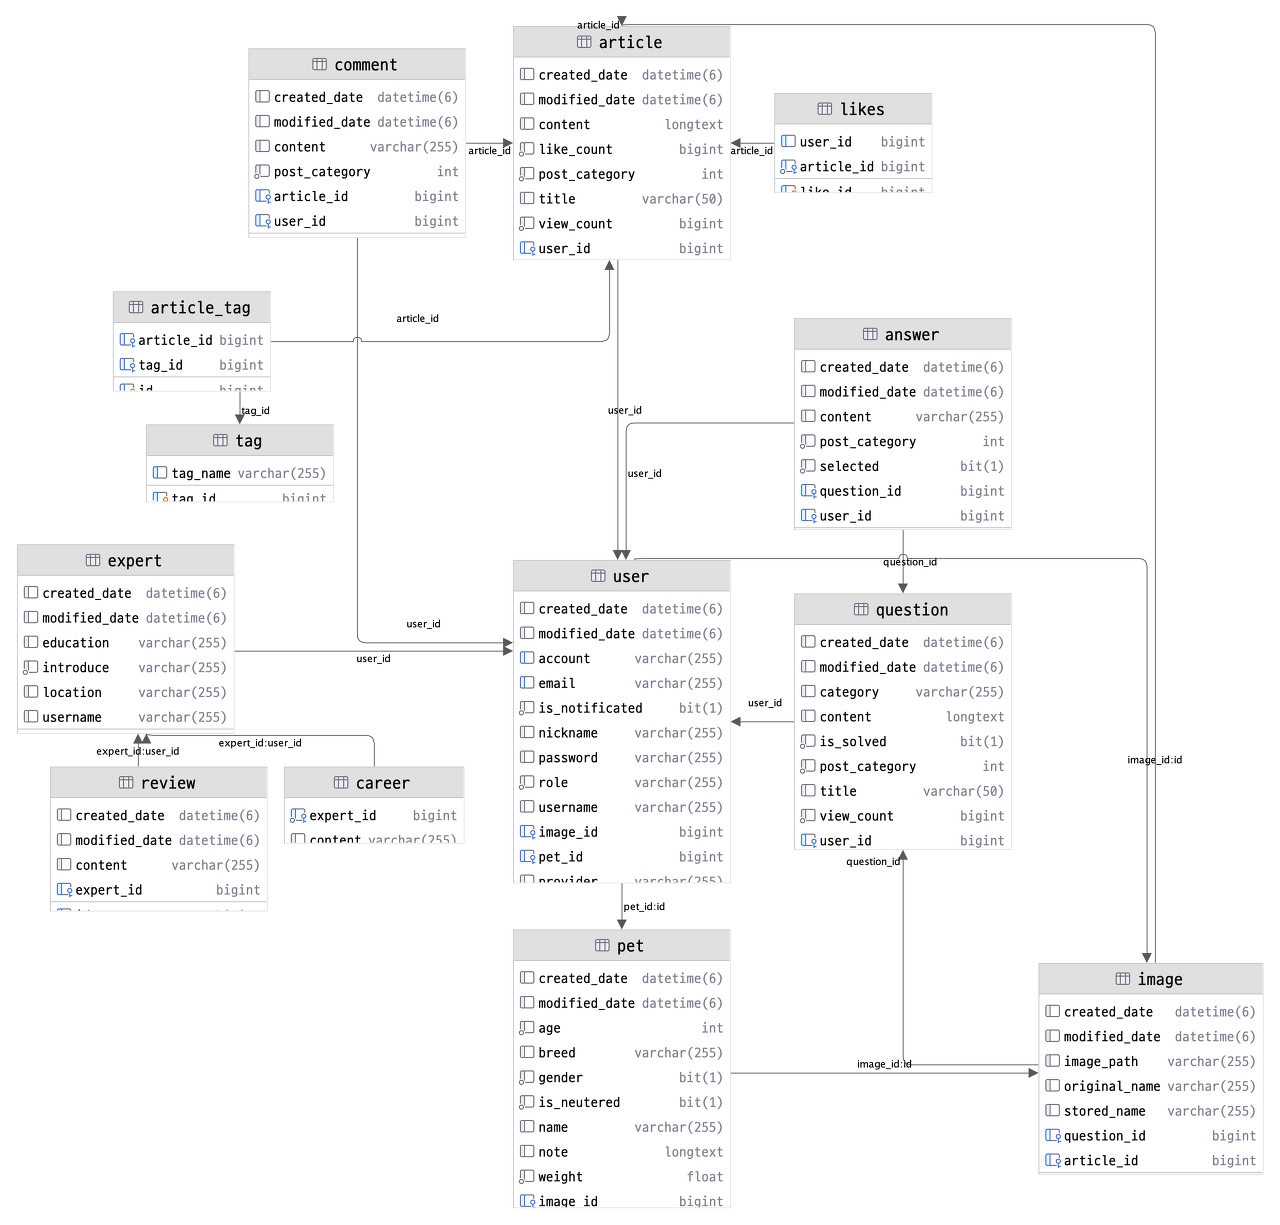 article_id
article
created_date datetime(6)
modified_date datetime(6)
content longtext
like_count bigint
post_category int
title varchar(50)
view_count bigint
user_id bigint
comment
created_date datetime(6)
modified_date datetime(6)
content varchar(255)
post_category int
article_id bigint
user_id bigint
article_id
likes
user_id bigint
article_id bigint
like_id bigint
article_id
article_tag
article_id bigint
tag_id bigint
id bigint
article_id
tag_id
tag
tag_name varchar(255)
tag_id bigint
answer
created_date datetime(6)
modified_date datetime(6)
content varchar(255)
post_category int
selected bit(1)
question_id bigint
user_id bigint
user_id
user_id
question_id
expert
created_date datetime(6)
modified_date datetime(6)
education varchar(255)
introduce varchar(255)
location varchar(255)
username varchar(255)
user_id
user_id
user
created_date datetime(6)
modified_date datetime(6)
account varchar(255)
email varchar(255)
is_notificated bit(1)
nickname varchar(255)
password varchar(255)
role varchar(255)
username varchar(255)
image_id bigint
pet_id bigint
provider varchar(255)
question
created_date datetime(6)
modified_date datetime(6)
category varchar(255)
content longtext
is_solved bit(1)
post_category int
title varchar(50)
view_count bigint
user_id bigint
user_id
image_id:id
expert_id:user_id
expert_id:user_id
review
created_date datetime(6)
modified_date datetime(6)
content varchar(255)
expert_id bigint
career
expert_id bigint
content varchar(255)
question_id
pet_id:id
pet
created_date datetime(6)
modified_date datetime(6)
age int
breed varchar(255)
gender bit(1)
is_neutered bit(1)
name varchar(255)
note longtext
weight float
image_id bigint
image_id:id
image
created_date datetime(6)
modified_date datetime(6)
image_path varchar(255)
original_name varchar(255)
stored_name varchar(255)
question_id bigint
article_id bigint